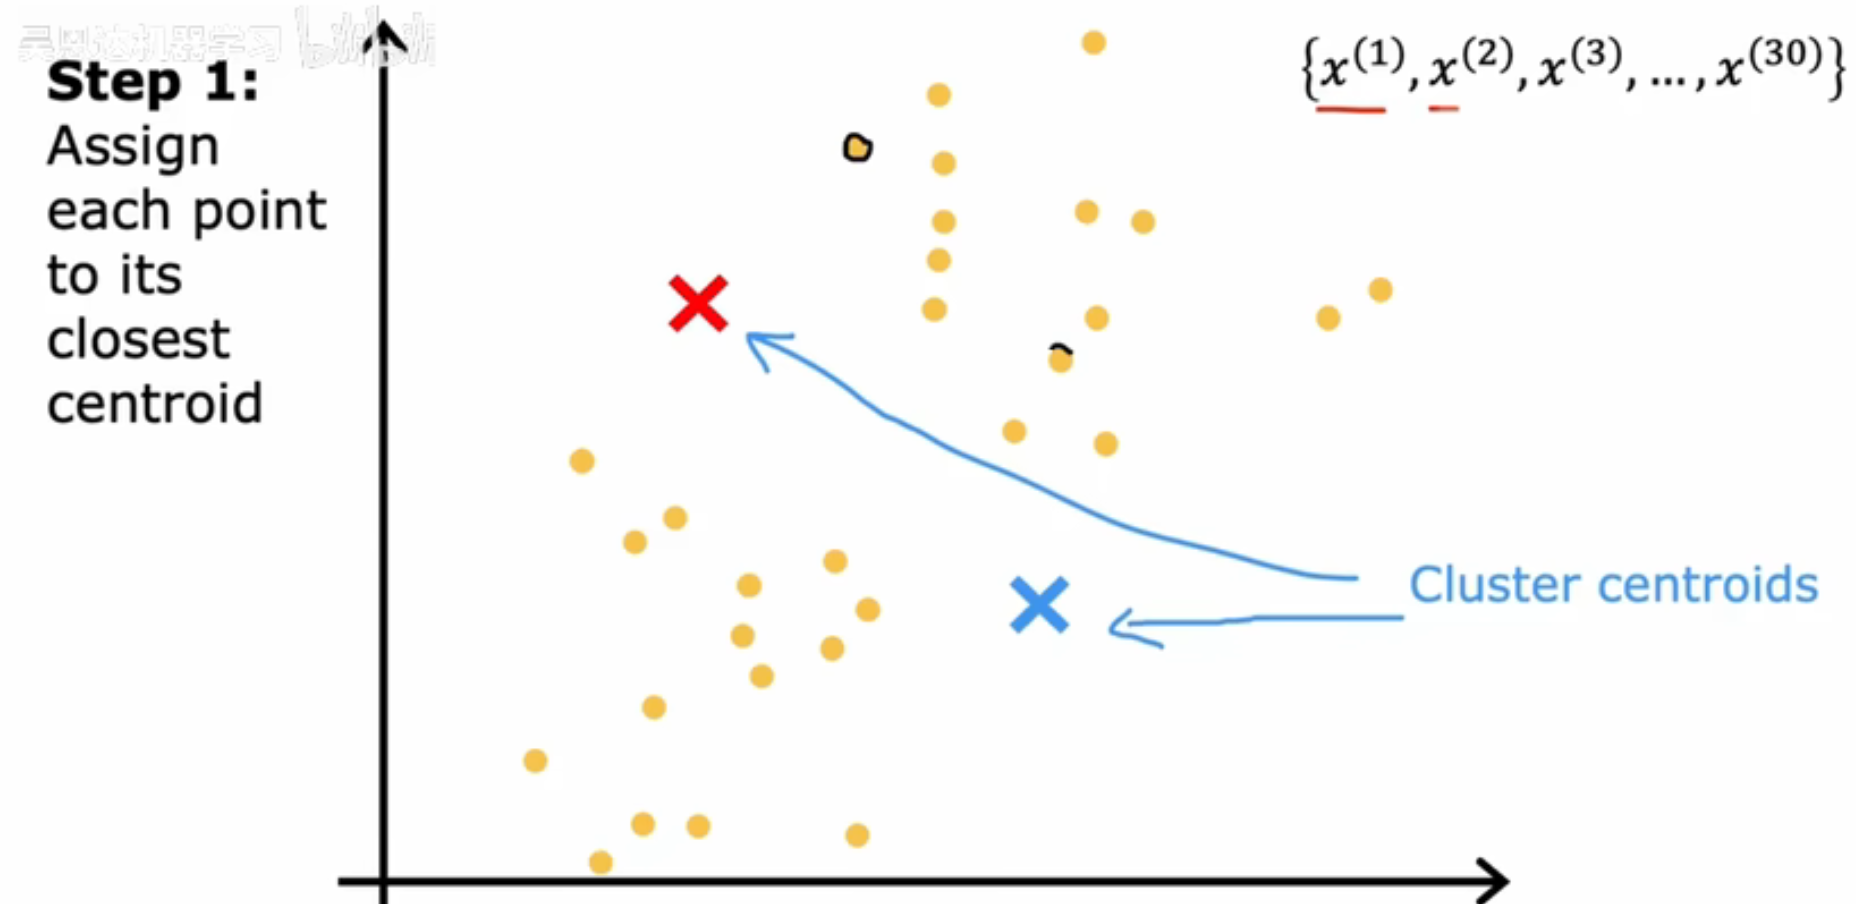 吴恩达机器学习
Step 1:
Assign
each point
to its
closest
centroid
{x^(1), x^(2), x^(3), ..., x^(30)}
Cluster centroids